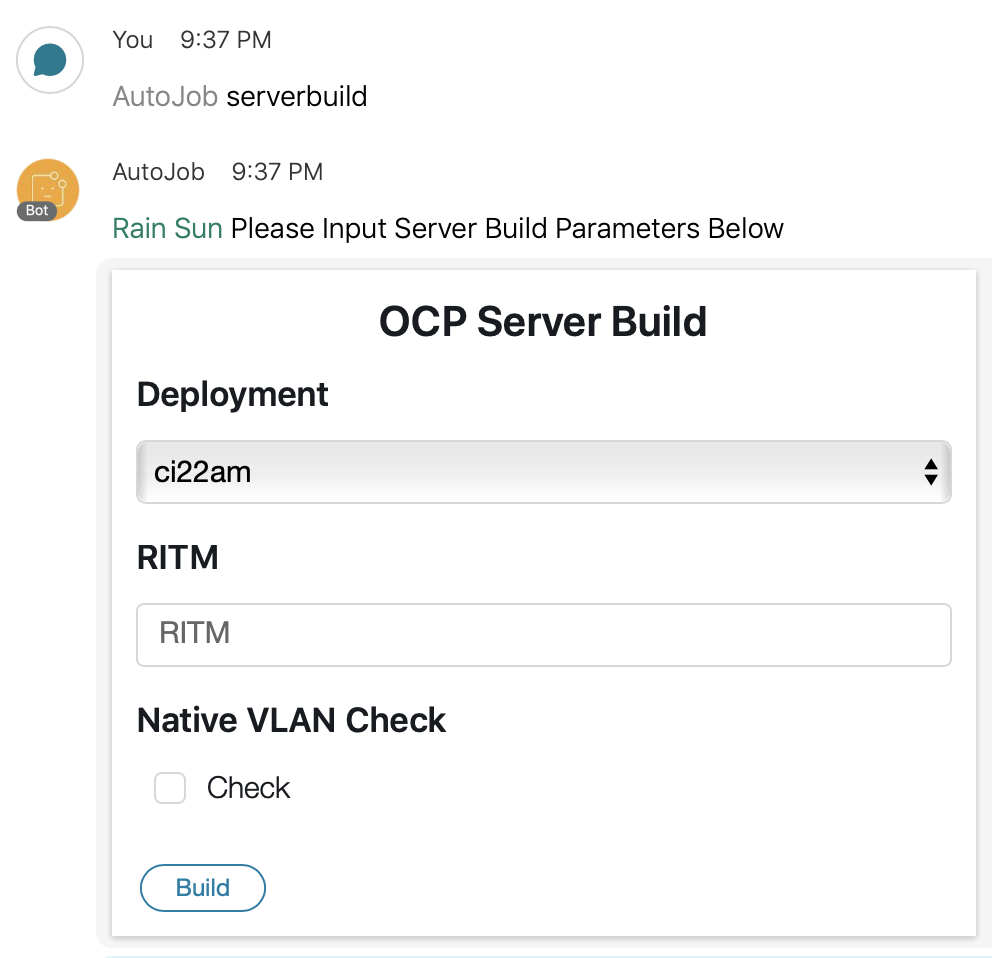 You 9:37 PM
AutoJob serverbuild
AutoJob 9:37 PM
Bot
Rain Sun Please Input Server Build Parameters Below
OCP Server Build
Deployment
ci22am
RITM
RITM
Native VLAN Check
Check
Build